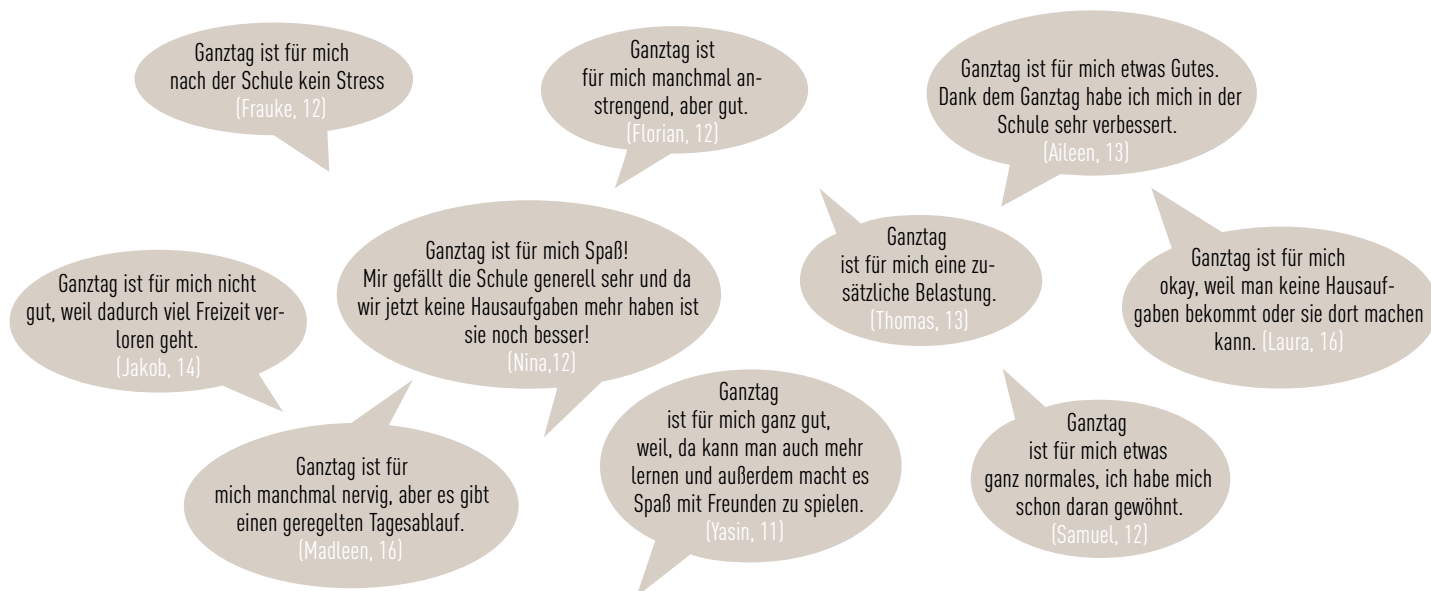 Ganztag ist für mich
nach der Schule kein Stress
(Frauke, 12)
Ganztag ist
für mich manchmal an-
strengend, aber gut.
(Florian, 12)
Ganztag ist für mich etwas Gutes.
Dank dem Ganztag habe ich mich in der
Schule sehr verbessert.
(Aileen, 13)
Ganztag ist für mich nicht
gut, weil dadurch viel Freizeit ver-
loren geht.
(Jakob, 14)
Ganztag ist für mich Spaß!
Mir gefällt die Schule generell sehr und da
wir jetzt keine Hausaufgaben mehr haben ist
sie noch besser!
(Nina,12)
Ganztag
ist für mich eine zu-
sätzliche Belastung.
(Thomas, 13)
Ganztag ist für mich
okay, weil man keine Hausauf-
gaben bekommt oder sie dort machen
kann. (Laura, 16)
Ganztag ist für
mich manchmal nervig, aber es gibt
einen geregelten Tagesablauf.
(Madleen, 16)
Ganztag
ist für mich ganz gut,
weil, da kann man auch mehr
lernen und außerdem macht es
Spaß mit Freunden zu spielen.
(Yasin, 11)
Ganztag
ist für mich etwas
ganz normales, ich habe mich
schon daran gewöhnt.
(Samuel, 12)